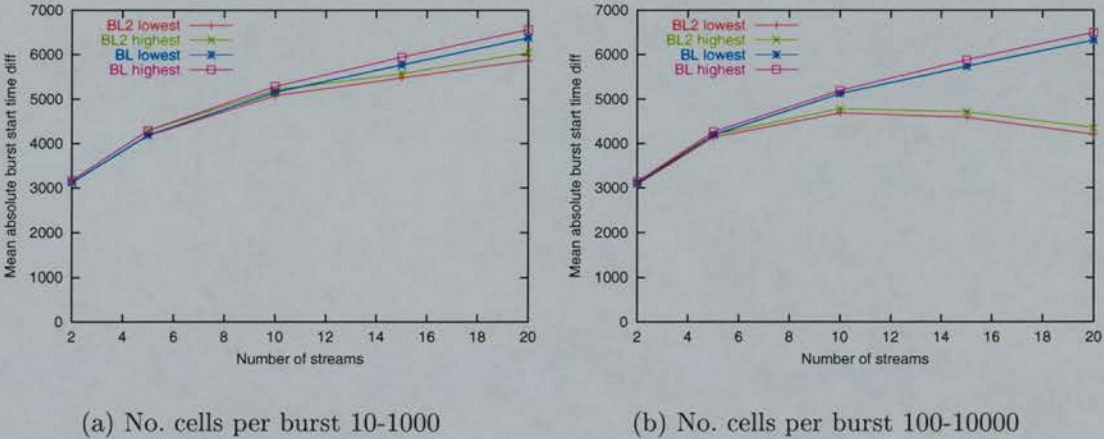 7000
6000
5000
4000
3000
2000
1000
0
Mean absolute burst start time diff
BL2 lowest
BL2 highest
BL lowest
BL highest
2 4 6 8 10 12 14 16 18 20
Number of streams
(a) No. cells per burst 10-1000
7000
6000
5000
4000
3000
2000
1000
0
Mean absolute burst start time diff
BL2 lowest
BL2 highest
BL lowest
BL highest
2 4 6 8 10 12 14 16 18 20
Number of streams
(b) No. cells per burst 100-10000